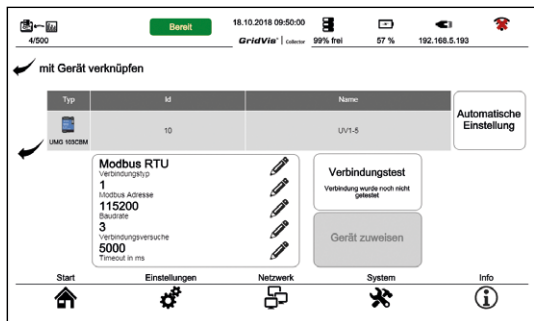 4/500
Bereit
18.10.2018 09:50:00
GridVis® | Collector
99% frei
57 %
192.168.5.193
mit Gerät verknüpfen
Typ
Id
Name
UMG 103CBM
10
UV1-5
Automatische
Einstellung
Modbus RTU
Verbindungstyp
1
Modbus Adresse
115200
Baudrate
3
Verbindungsversuche
5000
Timeout in ms
Verbindungstest
Verbindung wurde noch nicht
getestet
Gerät zuweisen
Start
Einstellungen
Netzwerk
System
Info